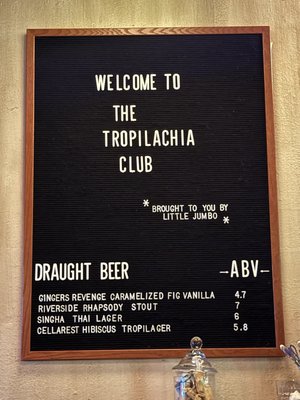 WELCOME TO
THE
TROPILACHIA
CLUB
* BROUGHT TO YOU BY
LITTLE JUMBO *
DRAUGHT BEER -ABV-
GINGERS REVENGE CARAMELIZED FIG VANILLA 4.7
RIVERSIDE RHAPSODY STOUT 7
SINGHA THAI LAGER 6
CELLAREST HIBISCUS TROPILAGER 5.8